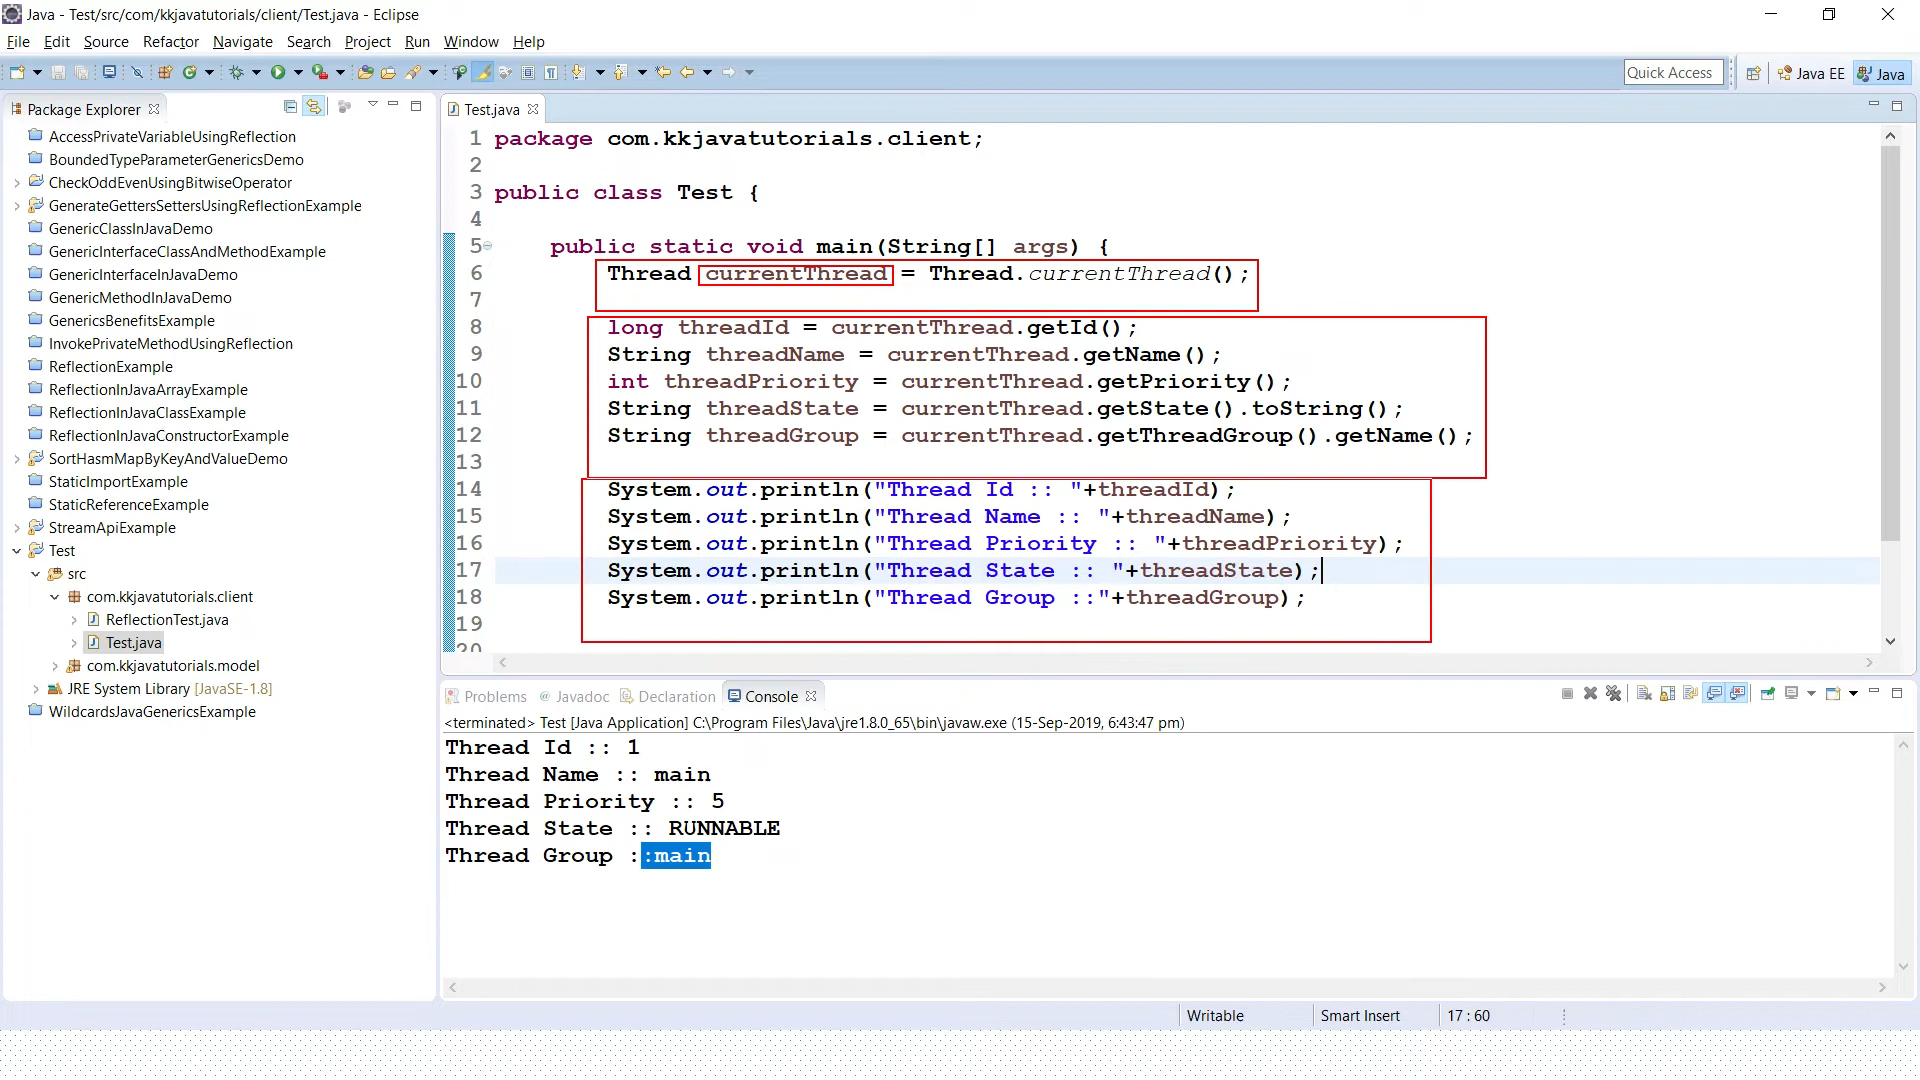 Java - Test/src/com/kkjavatutorials/client/Test.java - Eclipse
File Edit Source Refactor Navigate Search Project Run Window Help
Quick Access Java EE Java
Package Explorer
AccessPrivateVariableUsingReflection
BoundedTypeParameterGenericsDemo
CheckOddEvenUsingBitwiseOperator
GenerateGettersSettersUsingReflectionExample
GenericClassInJavaDemo
GenericInterfaceClassAndMethodExample
GenericInterfaceInJavaDemo
GenericMethodInJavaDemo
GenericsBenefitsExample
InvokePrivateMethodUsingReflection
ReflectionExample
ReflectionInJavaArrayExample
ReflectionInJavaClassExample
ReflectionInJavaConstructorExample
SortHasmMapByKeyAndValueDemo
StaticImportExample
StaticReferenceExample
StreamApiExample
Test
src
com.kkjavatutorials.client
ReflectionTest.java
Test.java
com.kkjavatutorials.model
JRE System Library [JavaSE-1.8]
WildcardsJavaGenericsExample
Test.java
1 package com.kkjavatutorials.client;
2
3 public class Test {
4
5 public static void main(String[] args) {
6 Thread currentThread = Thread.currentThread();
7
8 long threadId = currentThread.getId();
9 String threadName = currentThread.getName();
10 int threadPriority = currentThread.getPriority();
11 String threadState = currentThread.getState().toString();
12 String threadGroup = currentThread.getThreadGroup().getName();
13
14 System.out.println("Thread Id :: "+threadId);
15 System.out.println("Thread Name :: "+threadName);
16 System.out.println("Thread Priority :: "+threadPriority);
17 System.out.println("Thread State :: "+threadState);
18 System.out.println("Thread Group ::"+threadGroup);
19
20
Problems Javadoc Declaration Console
<terminated> Test [Java Application] C:\Program Files\Java\jre1.8.0_65\bin\javaw.exe (15-Sep-2019, 6:43:47 pm)
Thread Id :: 1
Thread Name :: main
Thread Priority :: 5
Thread State :: RUNNABLE
Thread Group ::main
Writable Smart Insert 17 : 60